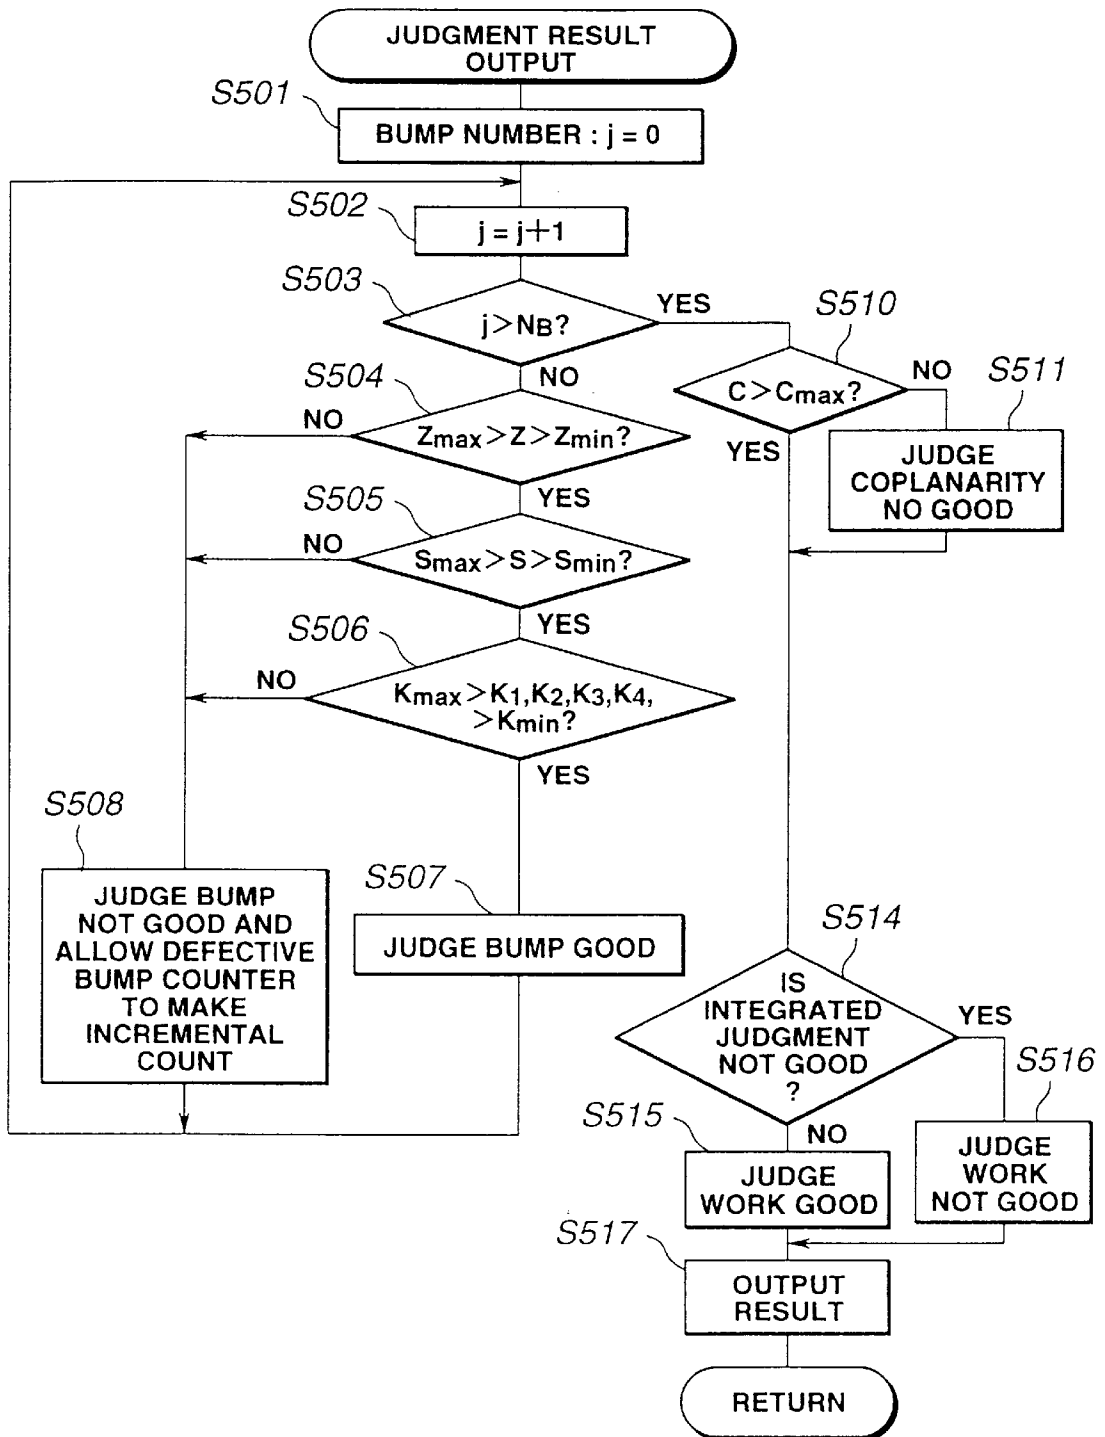 JUDGMENT RESULT
OUTPUT
S501
BUMP NUMBER : j = 0
S502
j = j+1
S503
j>NB?
YES
NO
S510
C>Cmax?
NO
YES
S511
JUDGE
COPLANARITY
NO GOOD
S504
Zmax>Z>Zmin?
NO
YES
S505
Smax>S>Smin?
NO
YES
S506
Kmax>K1,K2,K3,K4,
>Kmin?
NO
YES
S508
JUDGE BUMP
NOT GOOD AND
ALLOW DEFECTIVE
BUMP COUNTER
TO MAKE
INCREMENTAL
COUNT
S507
JUDGE BUMP GOOD
S514
IS
INTEGRATED
JUDGMENT
NOT GOOD
?
YES
NO
S516
JUDGE
WORK
NOT GOOD
S515
JUDGE
WORK GOOD
S517
OUTPUT
RESULT
RETURN